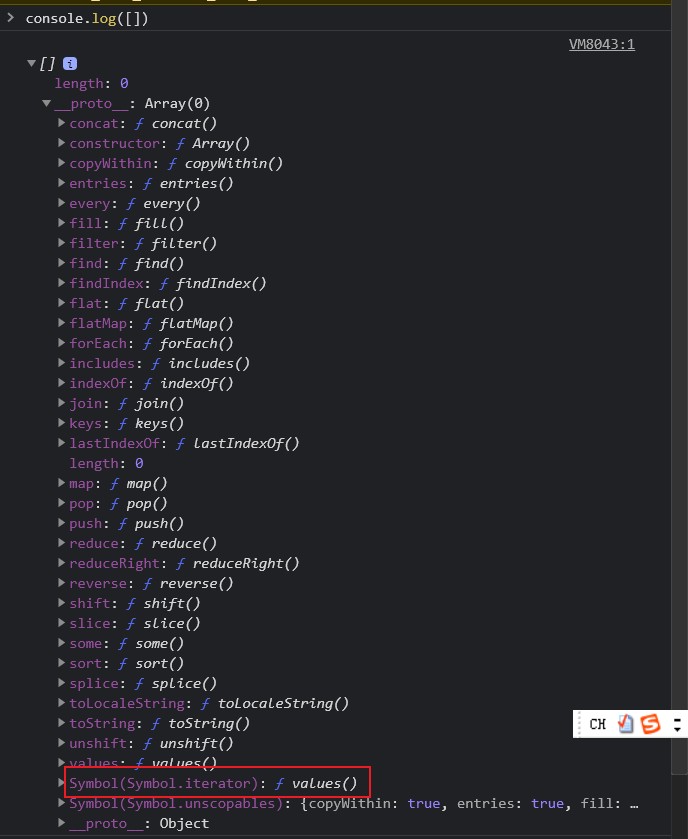 > console.log([])
VM8043:1
▼[] i
length: 0
▼__proto__: Array(0)
▶concat: ƒ concat()
▶constructor: ƒ Array()
▶copyWithin: ƒ copyWithin()
▶entries: ƒ entries()
▶every: ƒ every()
▶fill: ƒ fill()
▶filter: ƒ filter()
▶find: ƒ find()
▶findIndex: ƒ findIndex()
▶flat: ƒ flat()
▶flatMap: ƒ flatMap()
▶forEach: ƒ forEach()
▶includes: ƒ includes()
▶indexOf: ƒ indexOf()
▶join: ƒ join()
▶keys: ƒ keys()
▶lastIndexOf: ƒ lastIndexOf()
length: 0
▶map: ƒ map()
▶pop: ƒ pop()
▶push: ƒ push()
▶reduce: ƒ reduce()
▶reduceRight: ƒ reduceRight()
▶reverse: ƒ reverse()
▶shift: ƒ shift()
▶slice: ƒ slice()
▶some: ƒ some()
▶sort: ƒ sort()
▶splice: ƒ splice()
▶toLocaleString: ƒ toLocaleString()
▶toString: ƒ toString()
CH S
▶unshift: ƒ unshift()
▶values: ƒ values()
▶Symbol(Symbol.iterator): ƒ values()
▶Symbol(Symbol.unscopables): {copyWithin: true, entries: true, fill: …
▶__proto__: Object